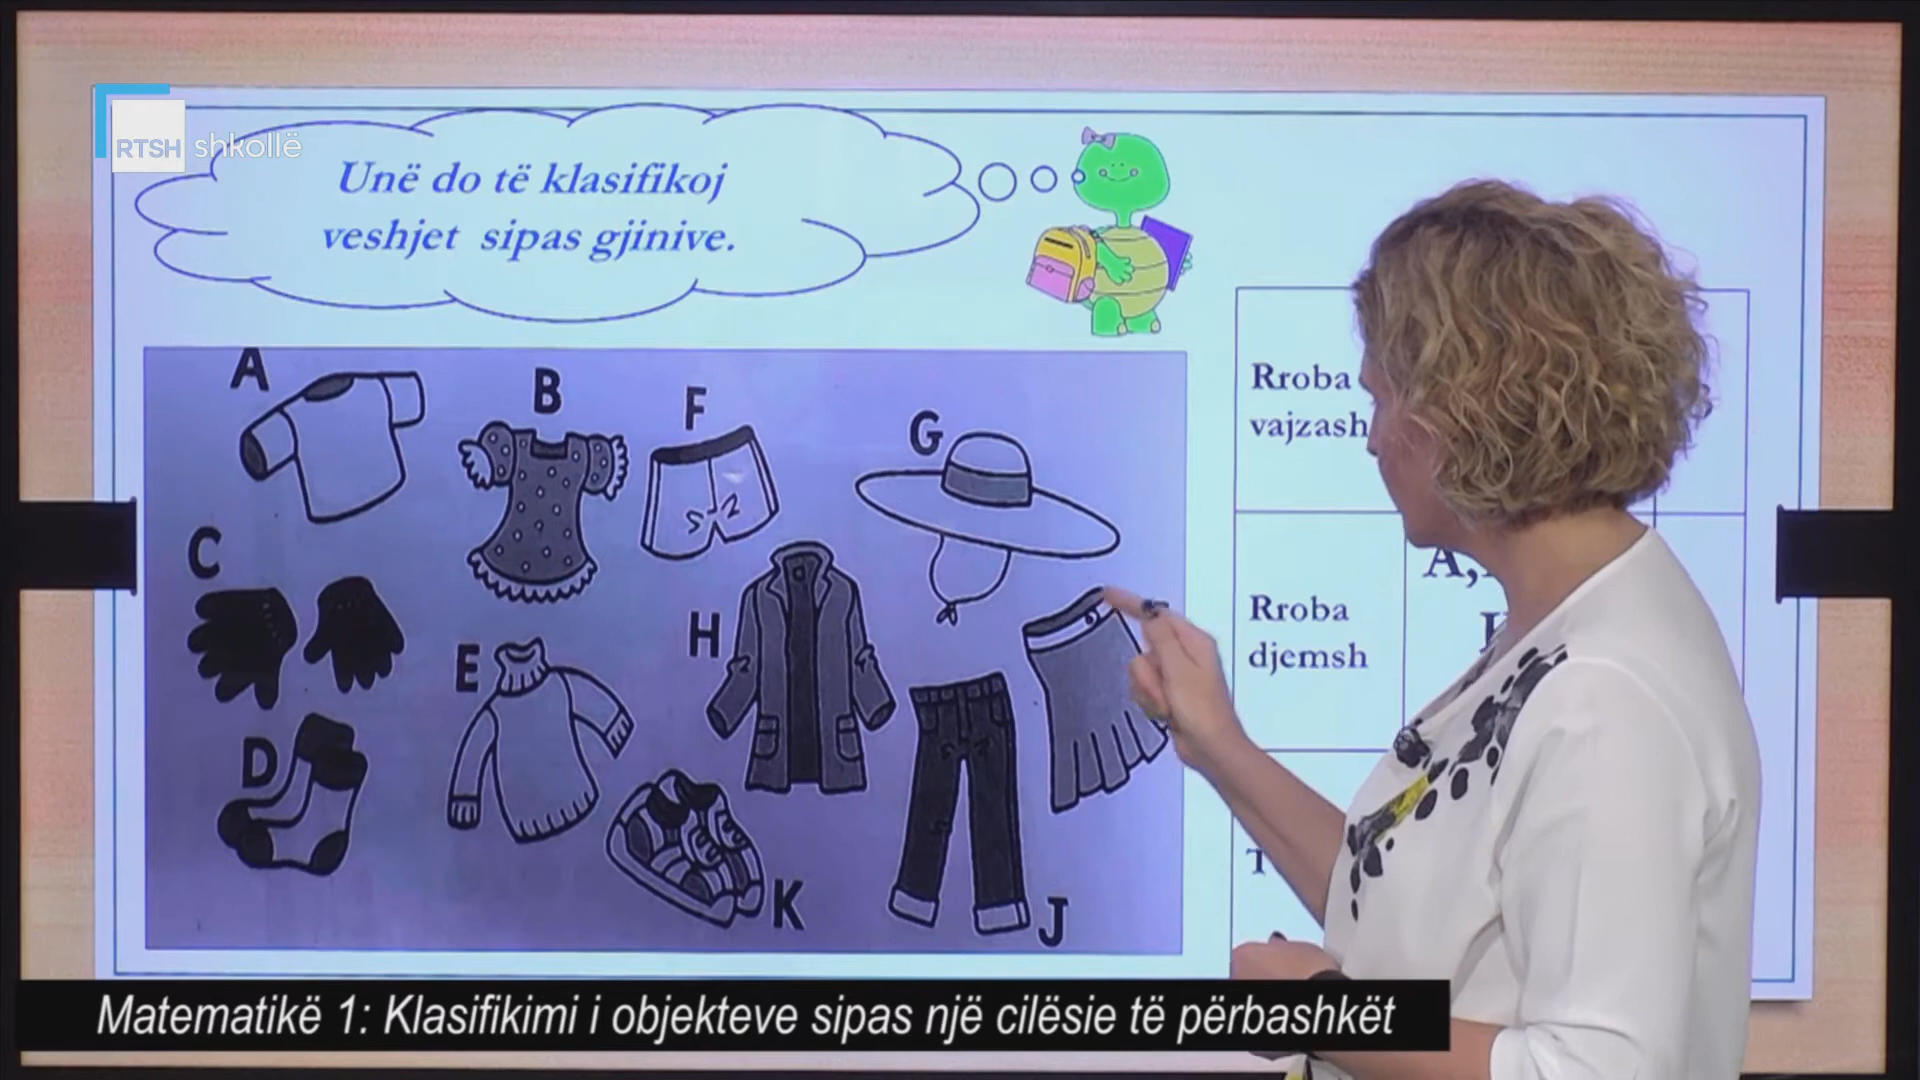 RTSH shkollë
Unë do të klasifikoj
veshjet sipas gjinive.
A
B
F
G
C
H
E
D
K
J
Rroba
vajzash
A,
Rroba
djemsh
Matematikë 1: Klasifikimi i objekteve sipas një cilësie të përbashkët